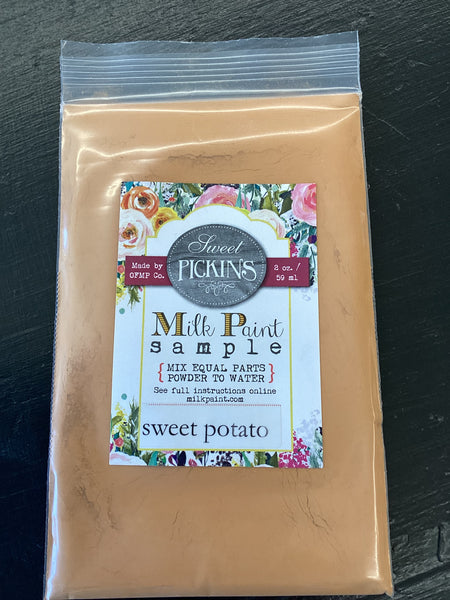 Sweet
PICKINS
Made by
GFMP Co.
2 oz. /
59 ml
Milk Paint
sample
{MIX EQUAL PARTS
POWDER TO WATER}
See full instructions online
milkpaint.com
sweet potato